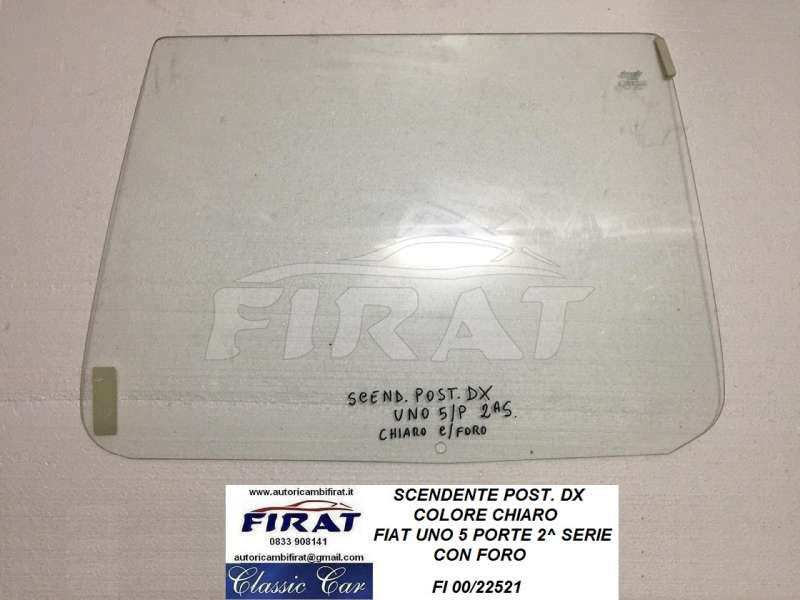 FIRAT
SCEND. POST. DX
UNO 5/P 2AS.
CHIARO C/FORO
www.autoricambifirat.it
FIRAT
0833 908141
autoricambifirat@gmail.com
Classic Car
SCENDENTE POST. DX
COLORE CHIARO
FIAT UNO 5 PORTE 2^ SERIE
CON FORO
FI 00/22521